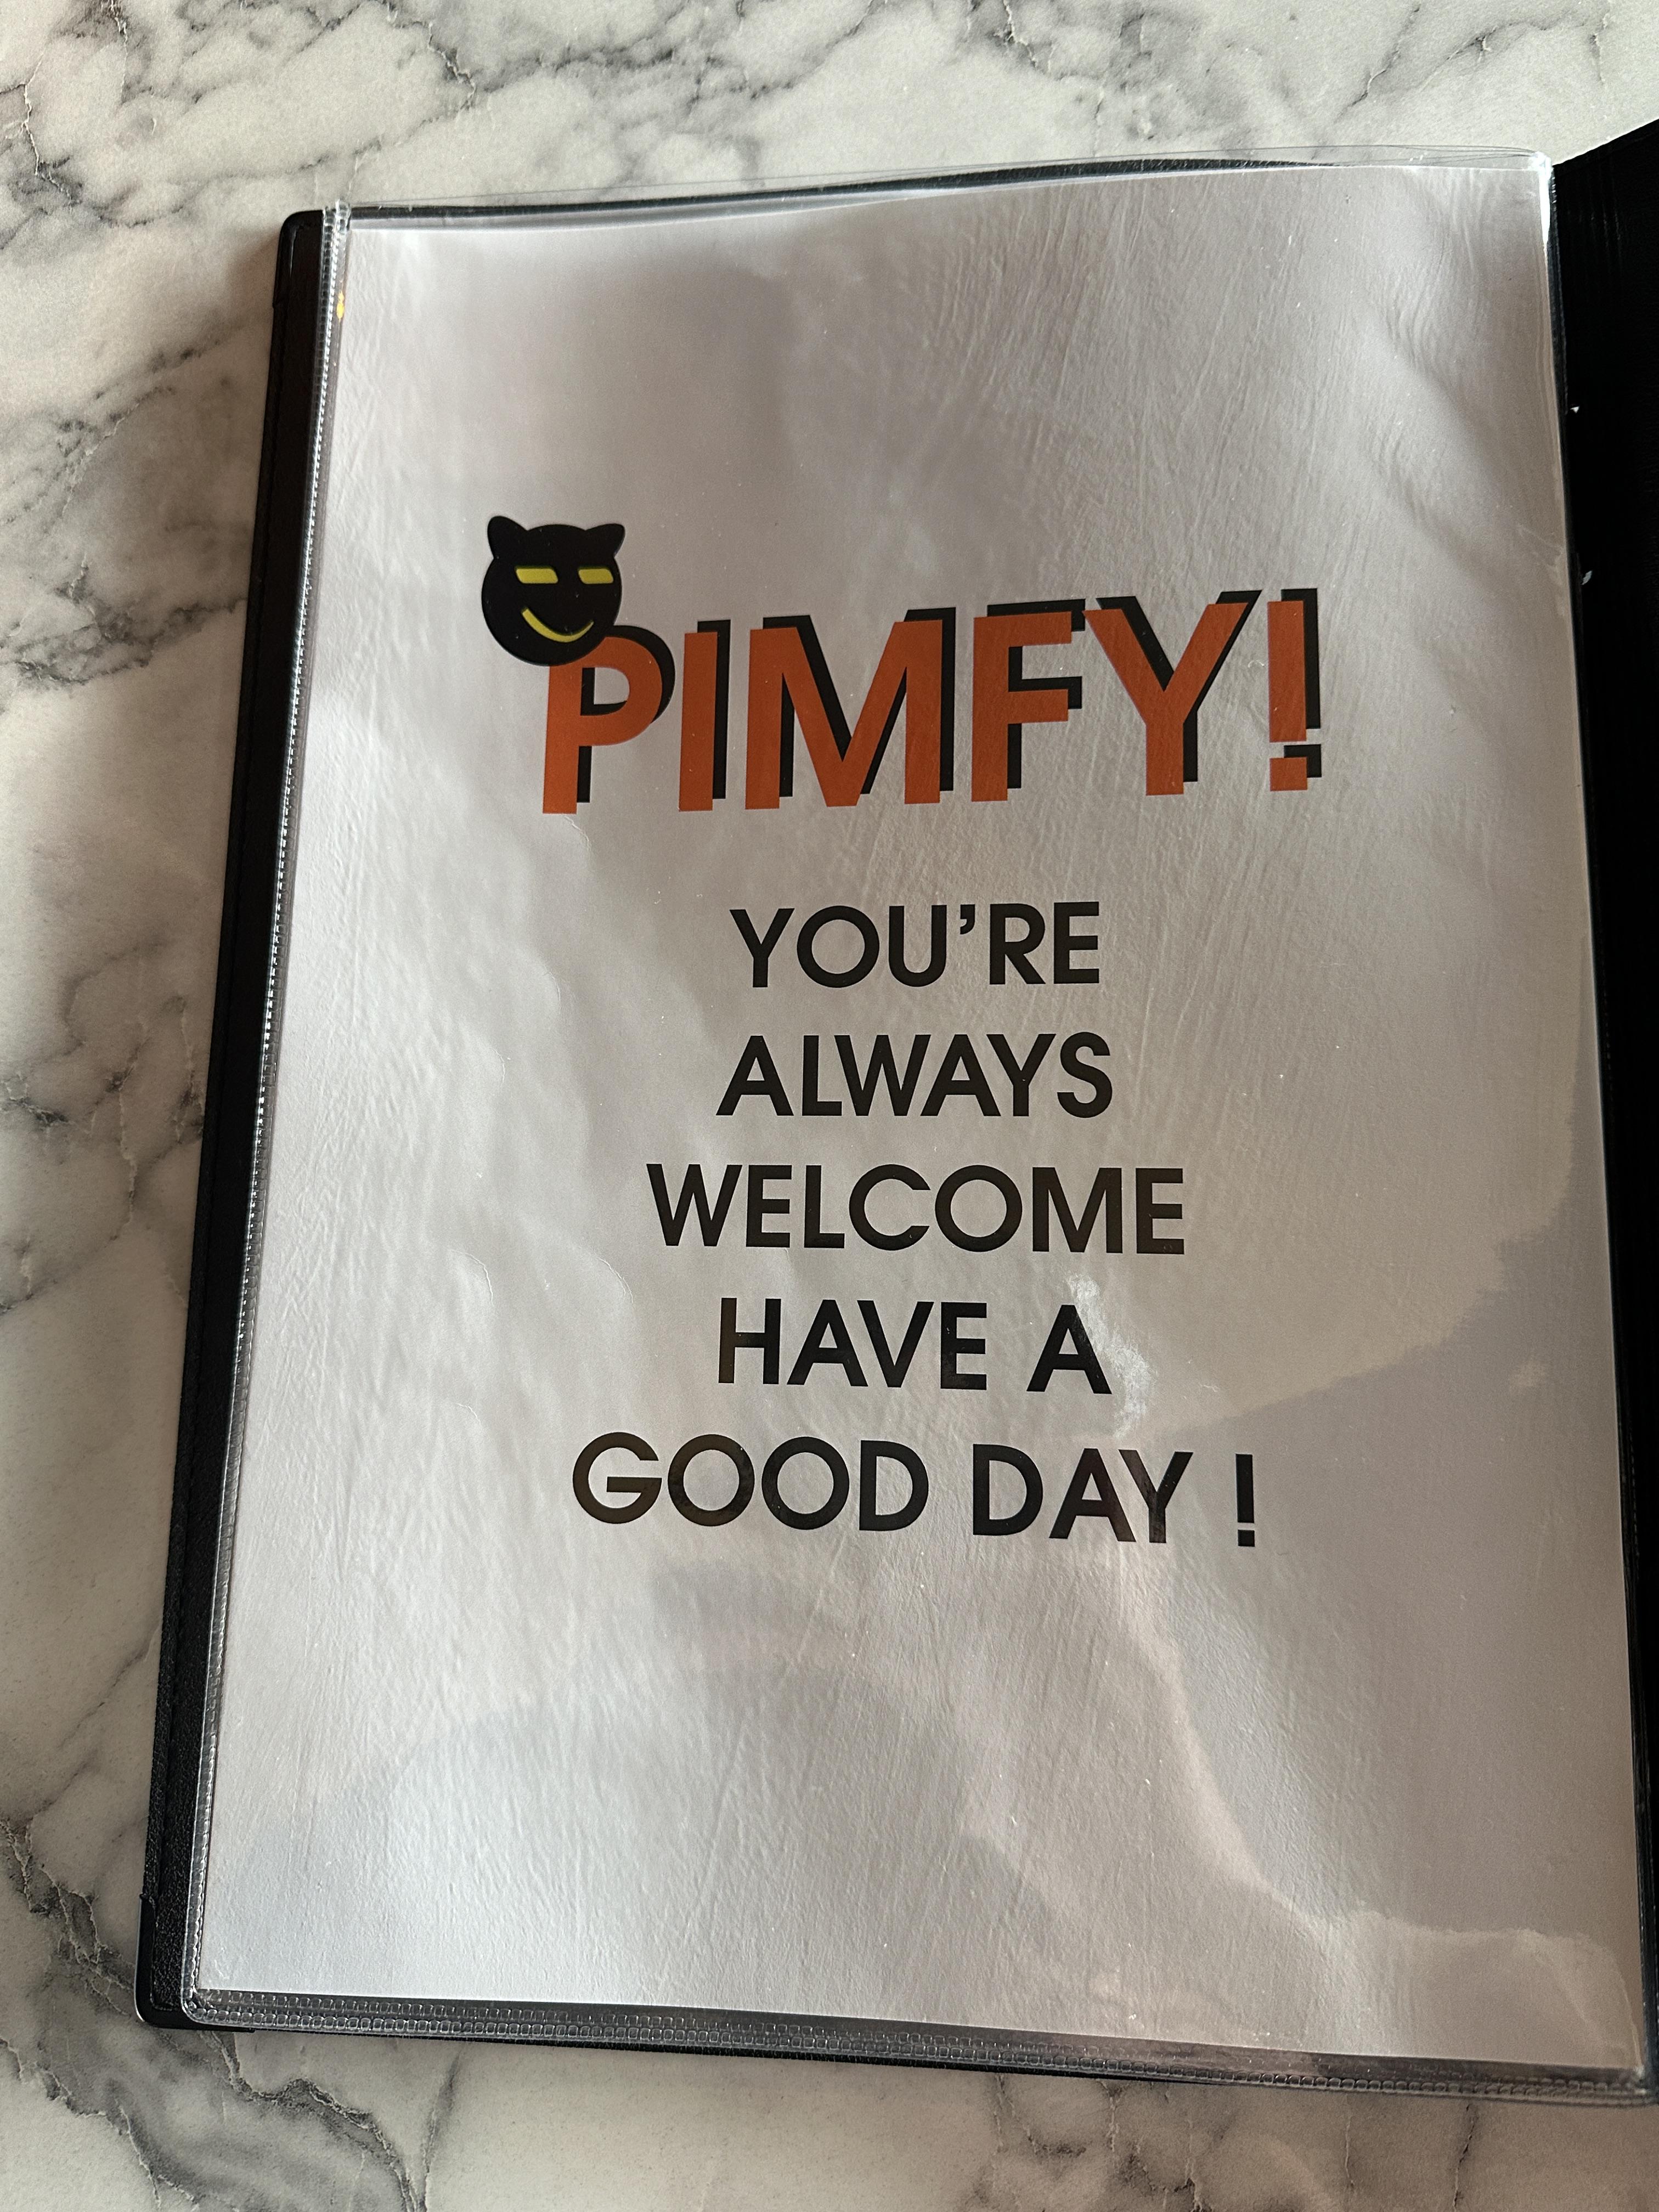 PIMFY!
YOU'RE
ALWAYS
WELCOME
HAVE A
GOOD DAY !